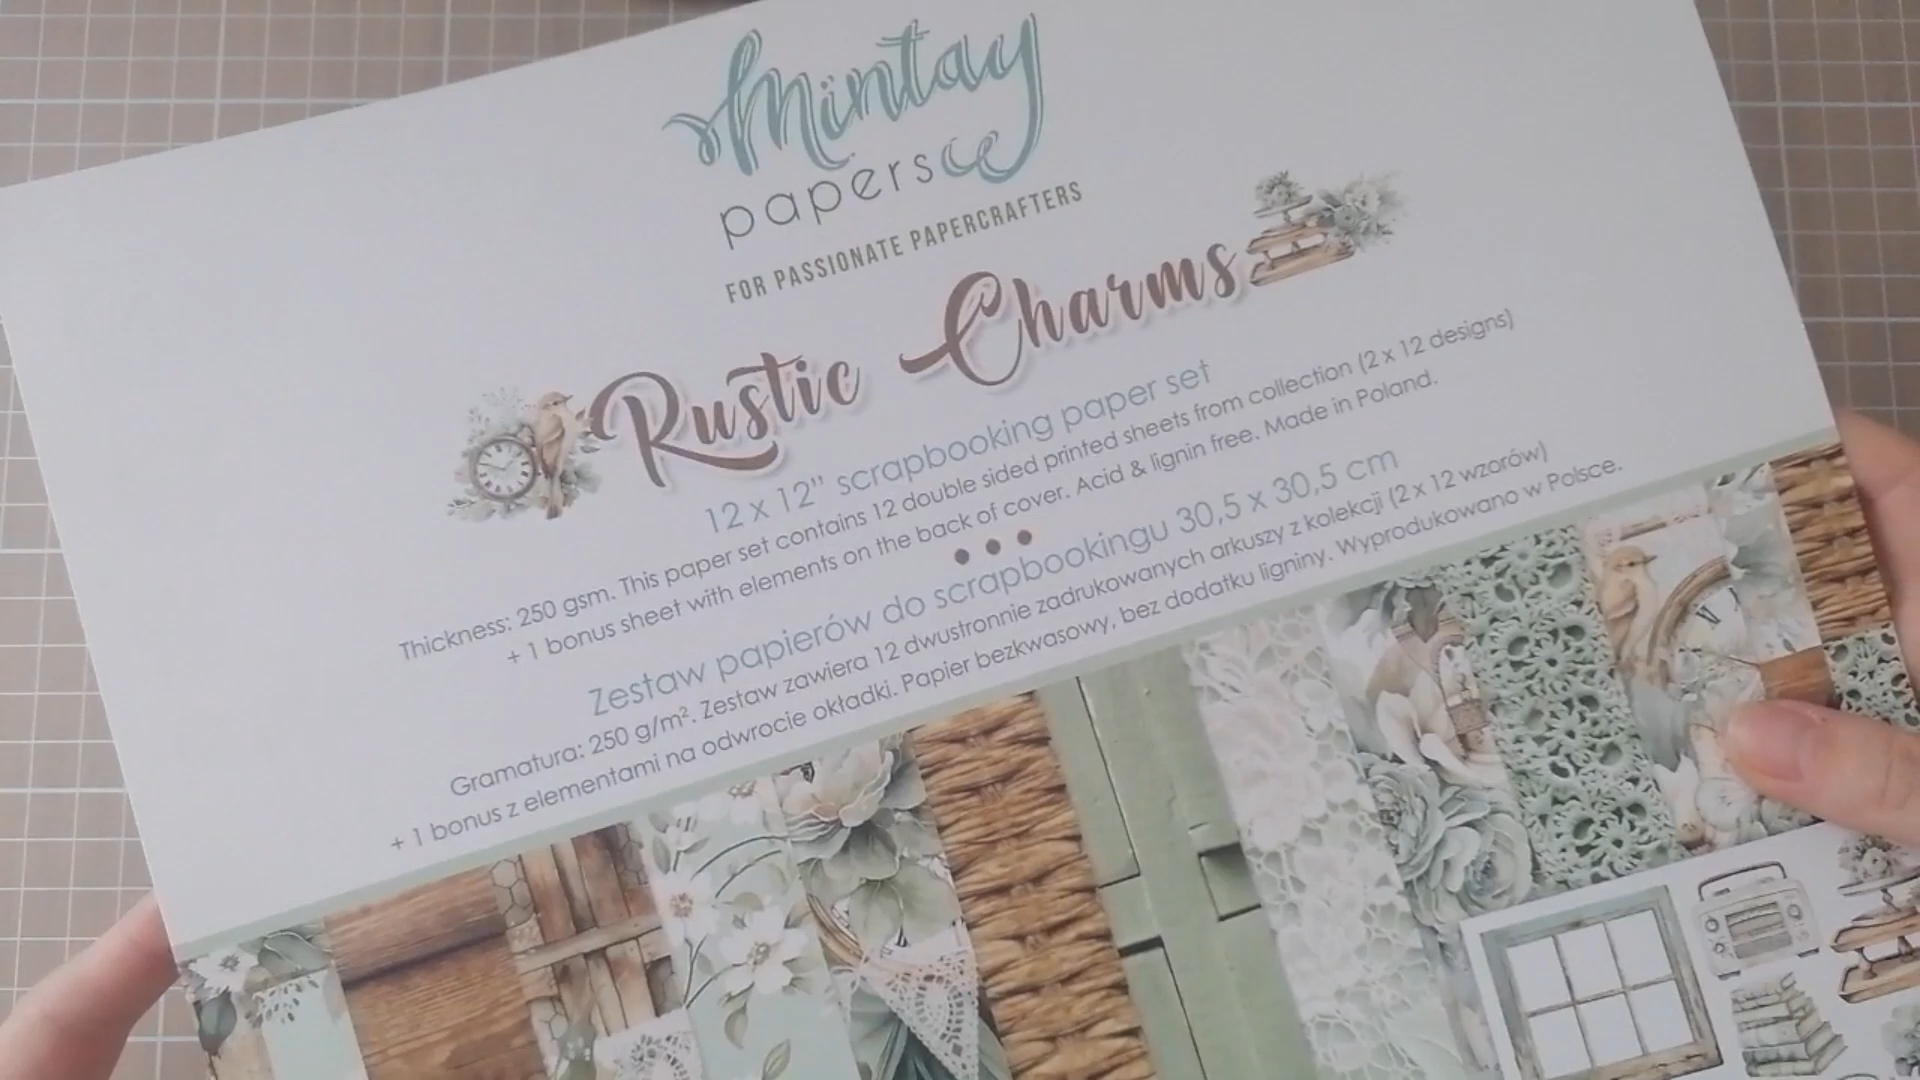 Mintay
papers
FOR PASSIONATE PAPERCRAFTERS
Rustic Charms
12 x 12" scrapbooking paper set
Thickness: 250 gsm. This paper set contains 12 double sided printed sheets from collection (2 x 12 designs)
+ 1 bonus sheet with elements on the back of cover. Acid & lignin free. Made in Poland.
Zestaw papierów do scrapbookingu 30,5 x 30,5 cm
Gramatura: 250 g/m². Zestaw zawiera 12 dwustronnie zadrukowanych arkuszy z kolekcji (2 x 12 wzorów)
+ 1 bonus z elementami na odwrocie okładki. Papier bezkwasowy, bez dodatku ligniny. Wyprodukowano w Polsce.